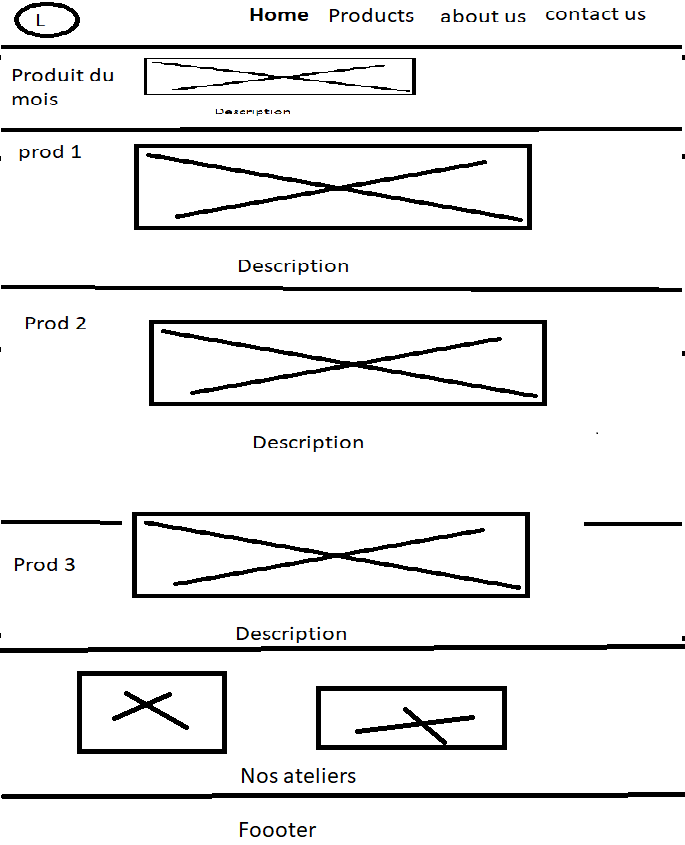 L
Home Products about us contact us
Produit du
mois
Description
prod 1
Description
Prod 2
Description
Prod 3
Description
Nos ateliers
Foooter